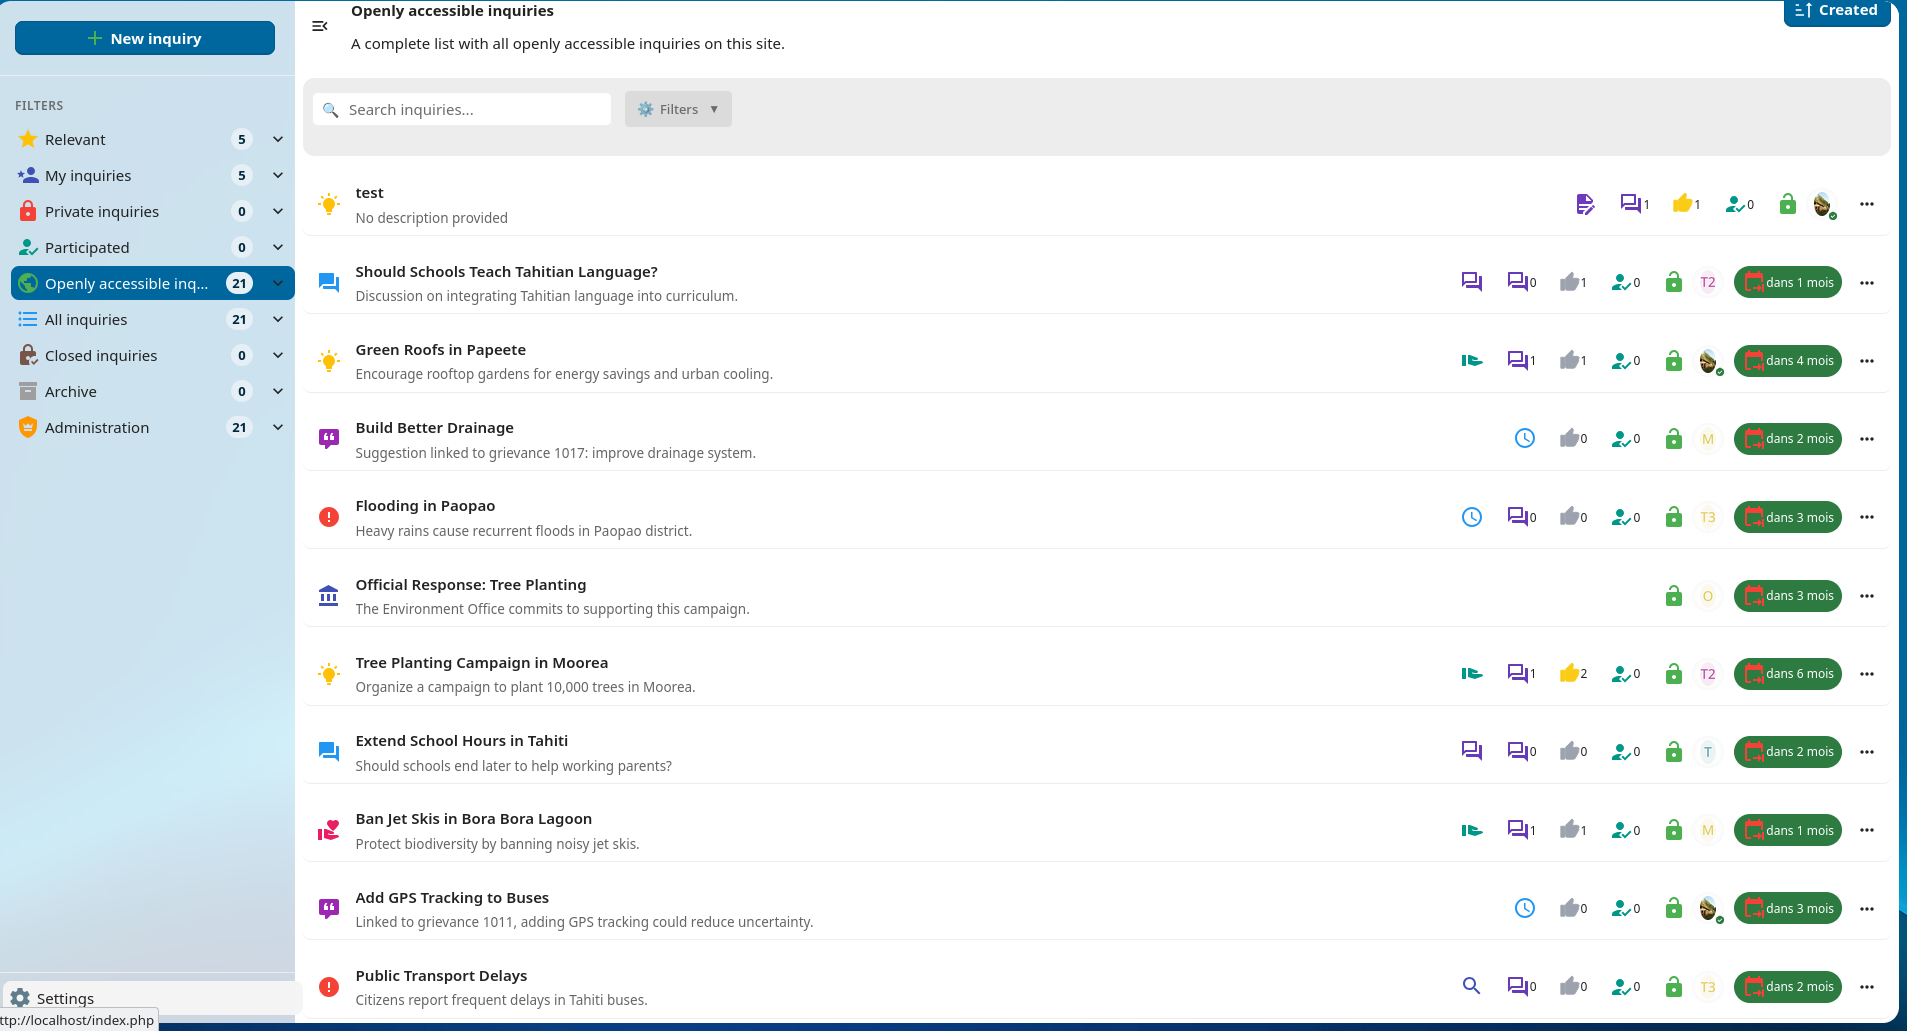 New inquiry
FILTERS
Relevant 5
My inquiries 5
Private inquiries 0
Participated 0
Openly accessible inq... 21
All inquiries 21
Closed inquiries 0
Archive 0
Administration 21
Settings
ttp://localhost/index.php
Openly accessible inquiries
Created
A complete list with all openly accessible inquiries on this site.
Search inquiries...
Filters
test
No description provided
1 1 0
Should Schools Teach Tahitian Language?
Discussion on integrating Tahitian language into curriculum.
0 1 0 T2 dans 1 mois
Green Roofs in Papeete
Encourage rooftop gardens for energy savings and urban cooling.
1 1 0 dans 4 mois
Build Better Drainage
Suggestion linked to grievance 1017: improve drainage system.
0 0 M dans 2 mois
Flooding in Paopao
Heavy rains cause recurrent floods in Paopao district.
0 0 0 T3 dans 3 mois
Official Response: Tree Planting
The Environment Office commits to supporting this campaign.
O dans 3 mois
Tree Planting Campaign in Moorea
Organize a campaign to plant 10,000 trees in Moorea.
1 2 0 T2 dans 6 mois
Extend School Hours in Tahiti
Should schools end later to help working parents?
0 0 0 T dans 2 mois
Ban Jet Skis in Bora Bora Lagoon
Protect biodiversity by banning noisy jet skis.
1 1 0 M dans 1 mois
Add GPS Tracking to Buses
Linked to grievance 1011, adding GPS tracking could reduce uncertainty.
0 0 dans 3 mois
Public Transport Delays
Citizens report frequent delays in Tahiti buses.
0 0 0 T3 dans 2 mois